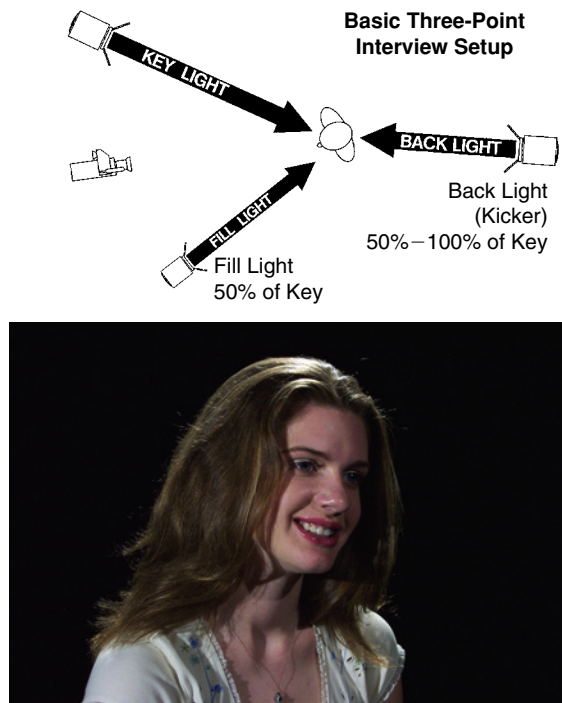 Basic Three-Point
Interview Setup
KEY LIGHT
BACK LIGHT
FILL LIGHT
Back Light
(Kicker)
50%–100% of Key
Fill Light
50% of Key